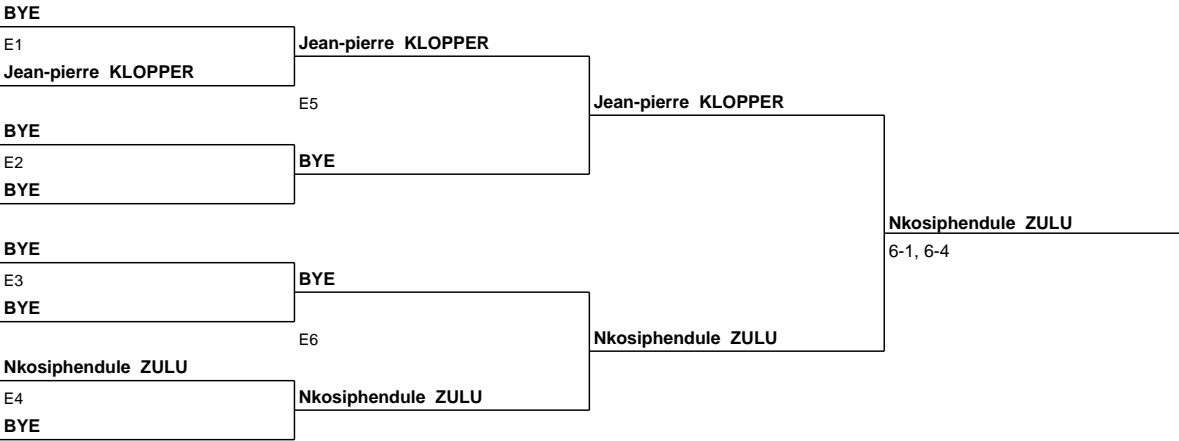 BYE
E1
Jean-pierre KLOPPER
Jean-pierre KLOPPER
E5
Jean-pierre KLOPPER
BYE
E2
BYE
BYE
Nkosiphendule ZULU
6-1, 6-4
BYE
E3
BYE
BYE
E6
Nkosiphendule ZULU
Nkosiphendule ZULU
E4
Nkosiphendule ZULU
BYE